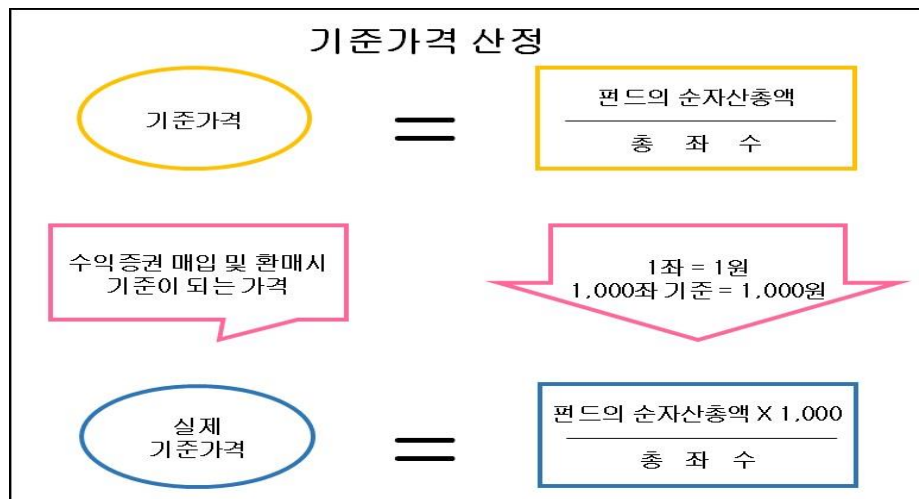 기준가격 산정
기준가격
=
펀드의 순자산총액
총 좌 수
수익증권 매입 및 환매시
기준이 되는 가격
1좌 = 1원
1,000좌 기준 = 1,000원
실제
기준가격
=
펀드의 순자산총액 X 1,000
총 좌 수